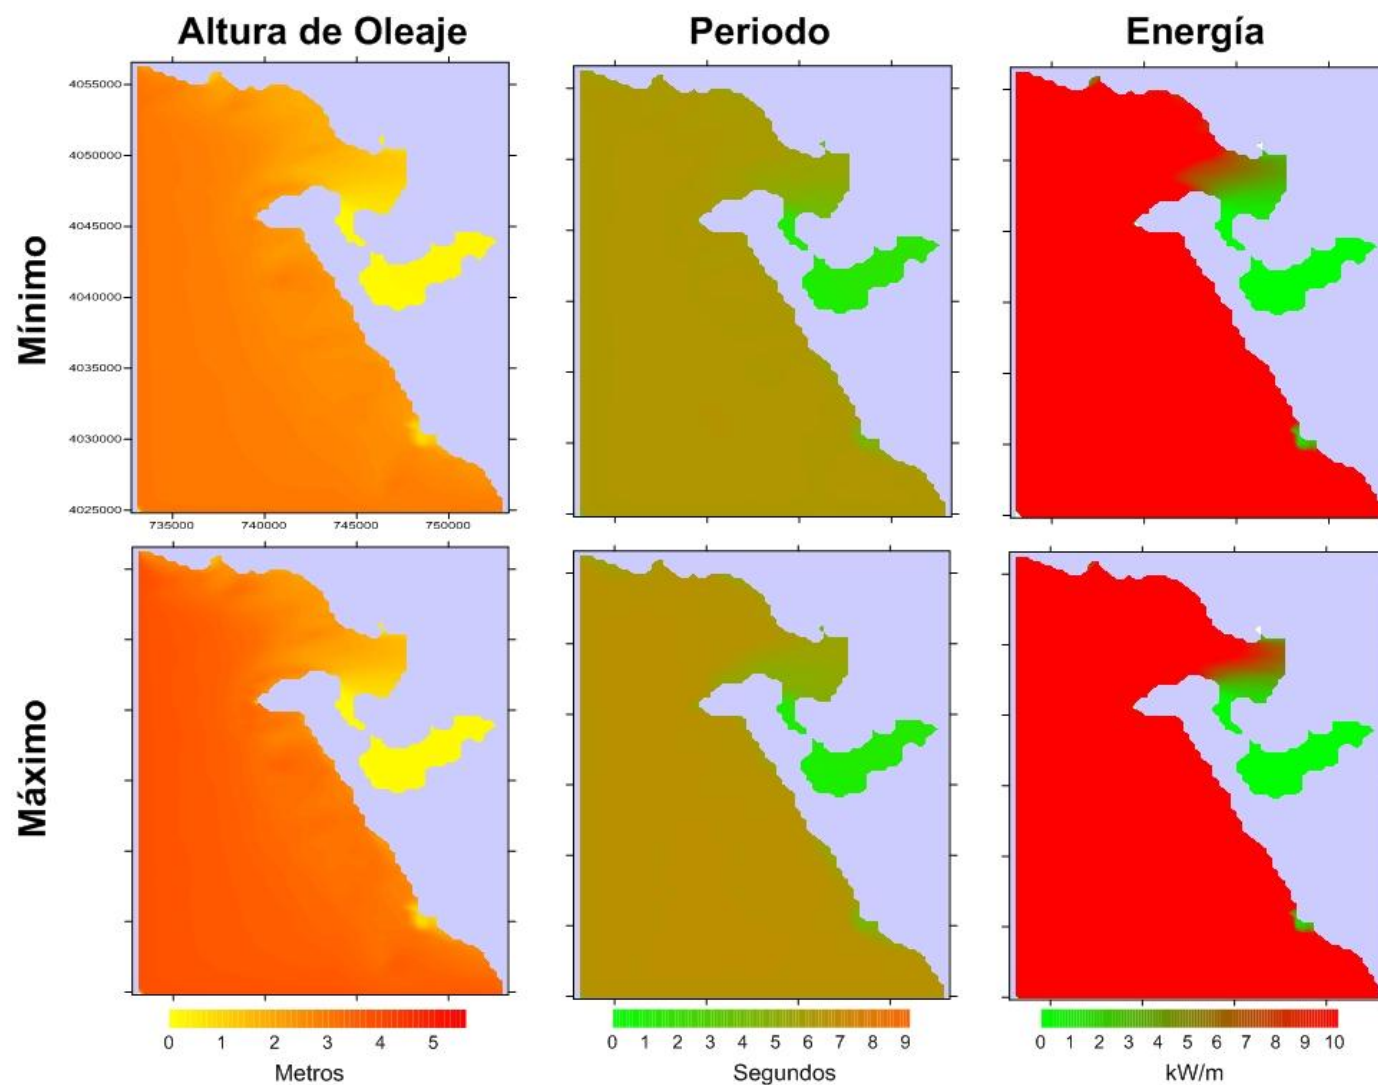 Altura de Oleaje Periodo Energía
Mínimo
4055000
4050000
4045000
4040000
4035000
4030000
4025000
735000 740000 745000 750000
Máximo
0 1 2 3 4 5
Metros
0 1 2 3 4 5 6 7 8 9
Segundos
0 1 2 3 4 5 6 7 8 9 10
kW/m